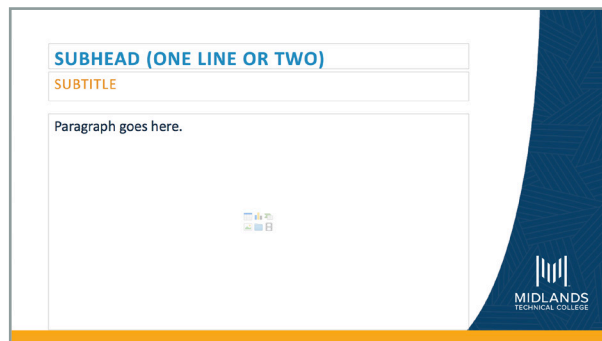 SUBHEAD (ONE LINE OR TWO)
SUBTITLE
Paragraph goes here.
MIDLANDS
TECHNICAL COLLEGE